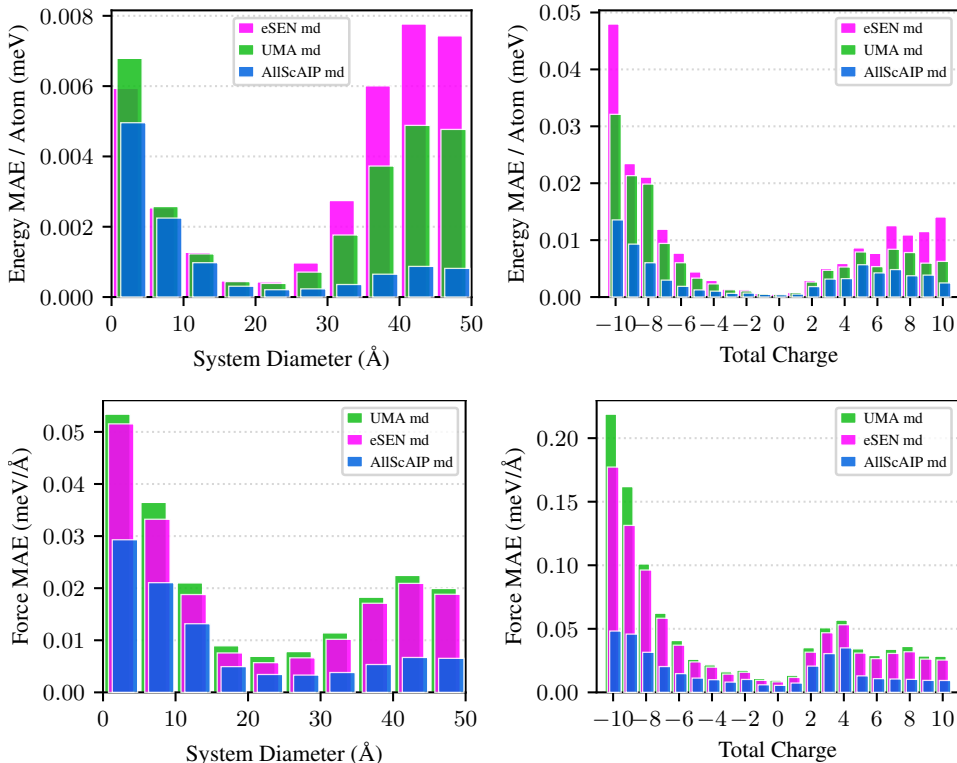 Energy MAE / Atom (meV)
0.008
0.006
0.004
0.002
0.000
eSEN md
UMA md
AllScAIP md
0 10 20 30 40 50
System Diameter (Å)
Energy MAE / Atom (meV)
0.05
0.04
0.03
0.02
0.01
0.00
eSEN md
UMA md
AllScAIP md
−10 −8 −6 −4 −2 0 2 4 6 8 10
Total Charge
Force MAE (meV/Å)
0.05
0.04
0.03
0.02
0.01
0.00
UMA md
eSEN md
AllScAIP md
0 10 20 30 40 50
System Diameter (Å)
Force MAE (meV/Å)
0.20
0.15
0.10
0.05
0.00
UMA md
eSEN md
AllScAIP md
−10 −8 −6 −4 −2 0 2 4 6 8 10
Total Charge